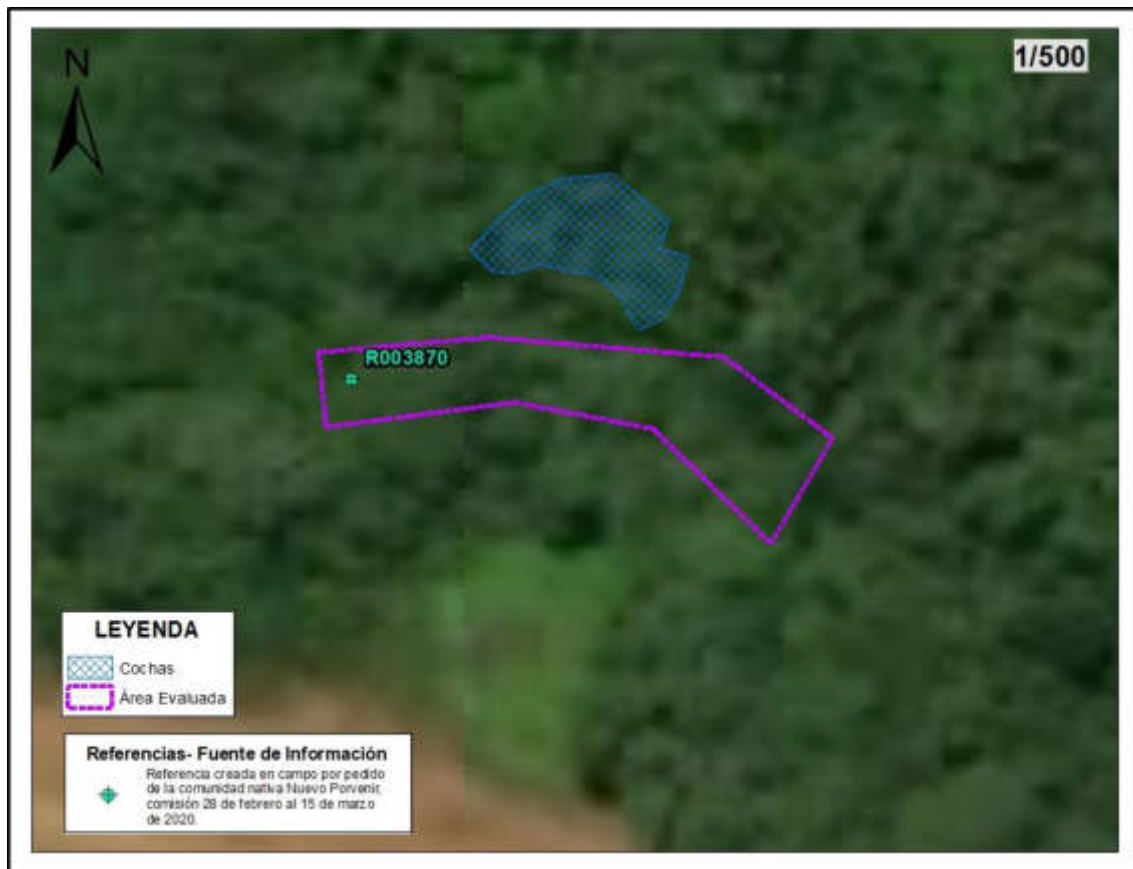 N
1/500
R003870
LEYENDA
Cochas
Área Evaluada
Referencias- Fuente de Información
Referencia creada en campo por pedido
de la comunidad nativa Nuevo Porvenir,
comisión 28 de febrero al 15 de marzo
de 2020.